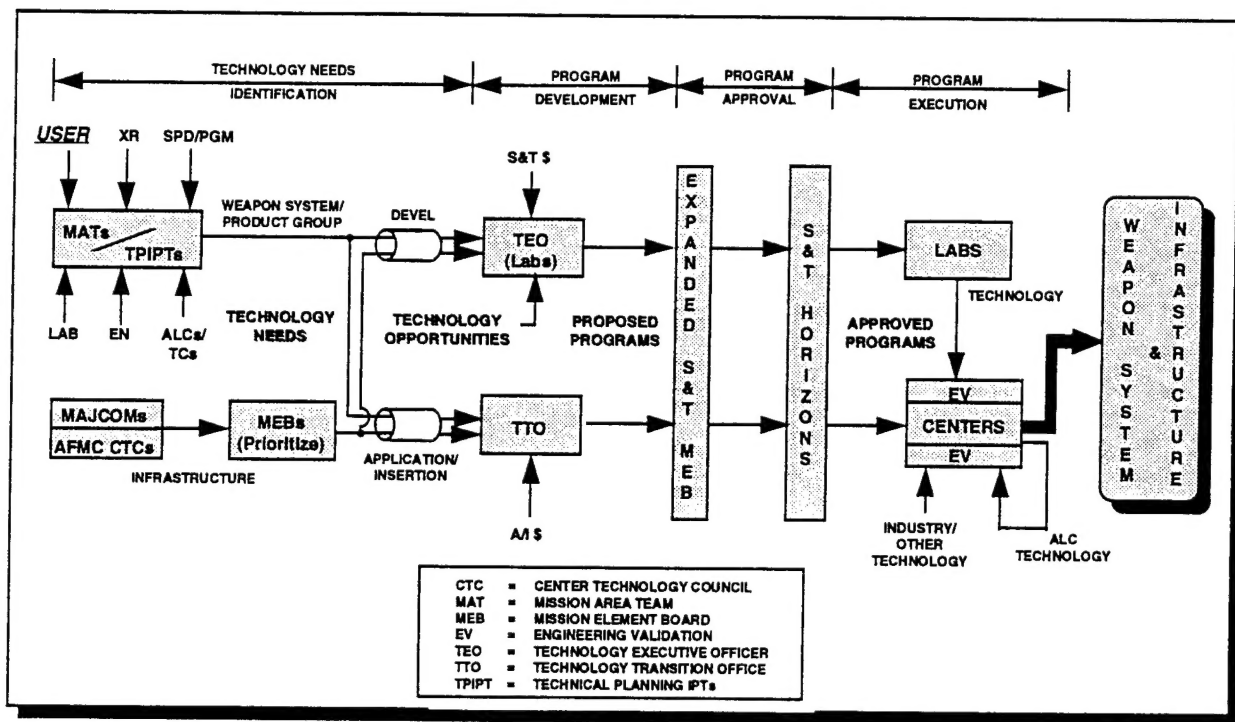 TECHNOLOGY NEEDS
IDENTIFICATION
PROGRAM
DEVELOPMENT
PROGRAM
APPROVAL
PROGRAM
EXECUTION
USER
XR
SPD/PGM
MATs
TPIPTs
LAB
EN
ALCs/
TCs
WEAPON SYSTEM/
PRODUCT GROUP
TECHNOLOGY
NEEDS
DEVEL
S&T $
TEO
(Labs)
TECHNOLOGY
OPPORTUNITIES
PROPOSED
PROGRAMS
EXPANDED S&T MEB
S&T HORIZONS
LABS
TECHNOLOGY
APPROVED
PROGRAMS
EV
CENTERS
EV
WEAPON SYSTEM
&
INFRASTRUCTURE
MAJCOMs
AFMC CTCs
INFRASTRUCTURE
MEBs
(Prioritize)
APPLICATION/
INSERTION
TTO
A/I $
INDUSTRY/
OTHER
TECHNOLOGY
ALC
TECHNOLOGY
CTC = CENTER TECHNOLOGY COUNCIL
MAT = MISSION AREA TEAM
MEB = MISSION ELEMENT BOARD
EV = ENGINEERING VALIDATION
TEO = TECHNOLOGY EXECUTIVE OFFICER
TTO = TECHNOLOGY TRANSITION OFFICE
TPIPT = TECHNICAL PLANNING IPTs